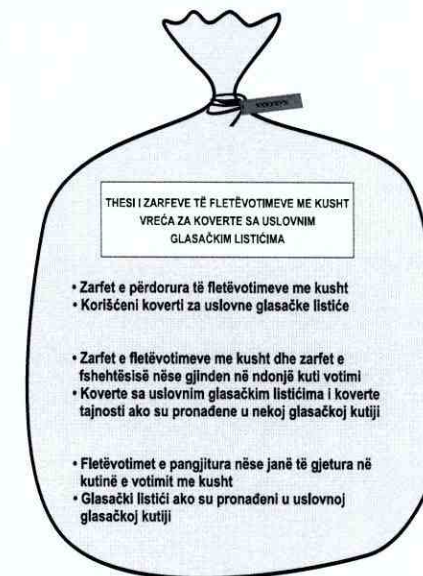 THESI I ZARFEVE TË FLETËVOTIMEVE ME KUSHT
VREĆA ZA KOVERTE SA USLOVNIM
GLASAČKIM LISTIĆIMA
• Zarfet e përdorura të fletëvotimeve me kusht
• Korišćeni koverti za uslovne glasačke listiće
• Zarfet e fletëvotimeve me kusht dhe zarfet e
fshehtësisë nëse gjinden në ndonjë kuti votimi
• Koverte sa uslovnim glasačkim listićima i koverte
tajnosti ako su pronađene u nekoj glasačkoj kutiji
• Fletëvotimet e pangjitura nëse janë të gjetura në
kutinë e votimit me kusht
• Glasački listići ako su pronađeni u uslovnoj
glasačkoj kutiji